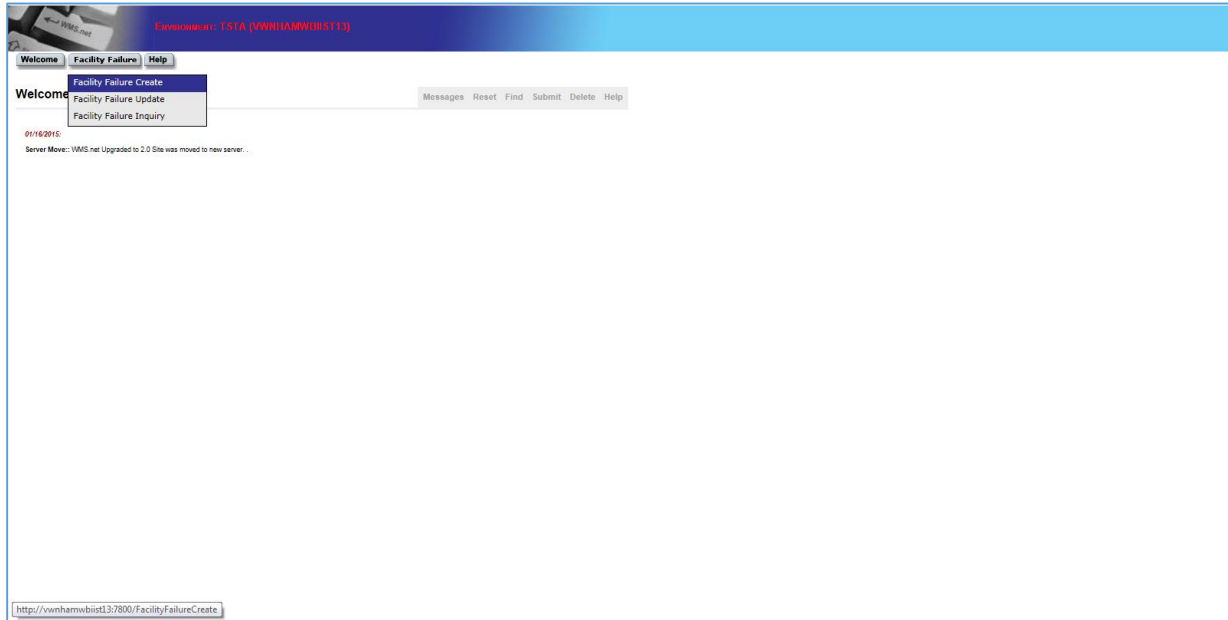 WMS.net
ENVIRONMENT: TSTA (VWNHAMWBIIST13)
Welcome Facility Failure Help
Facility Failure Create
Welcome Facility Failure Update Messages Reset Find Submit Delete Help
Facility Failure Inquiry
01/16/2015:
Server Move:: WMS.net Upgraded to 2.0 Site was moved to new server. .
http://vwnhamwbiist13:7800/FacilityFailureCreate